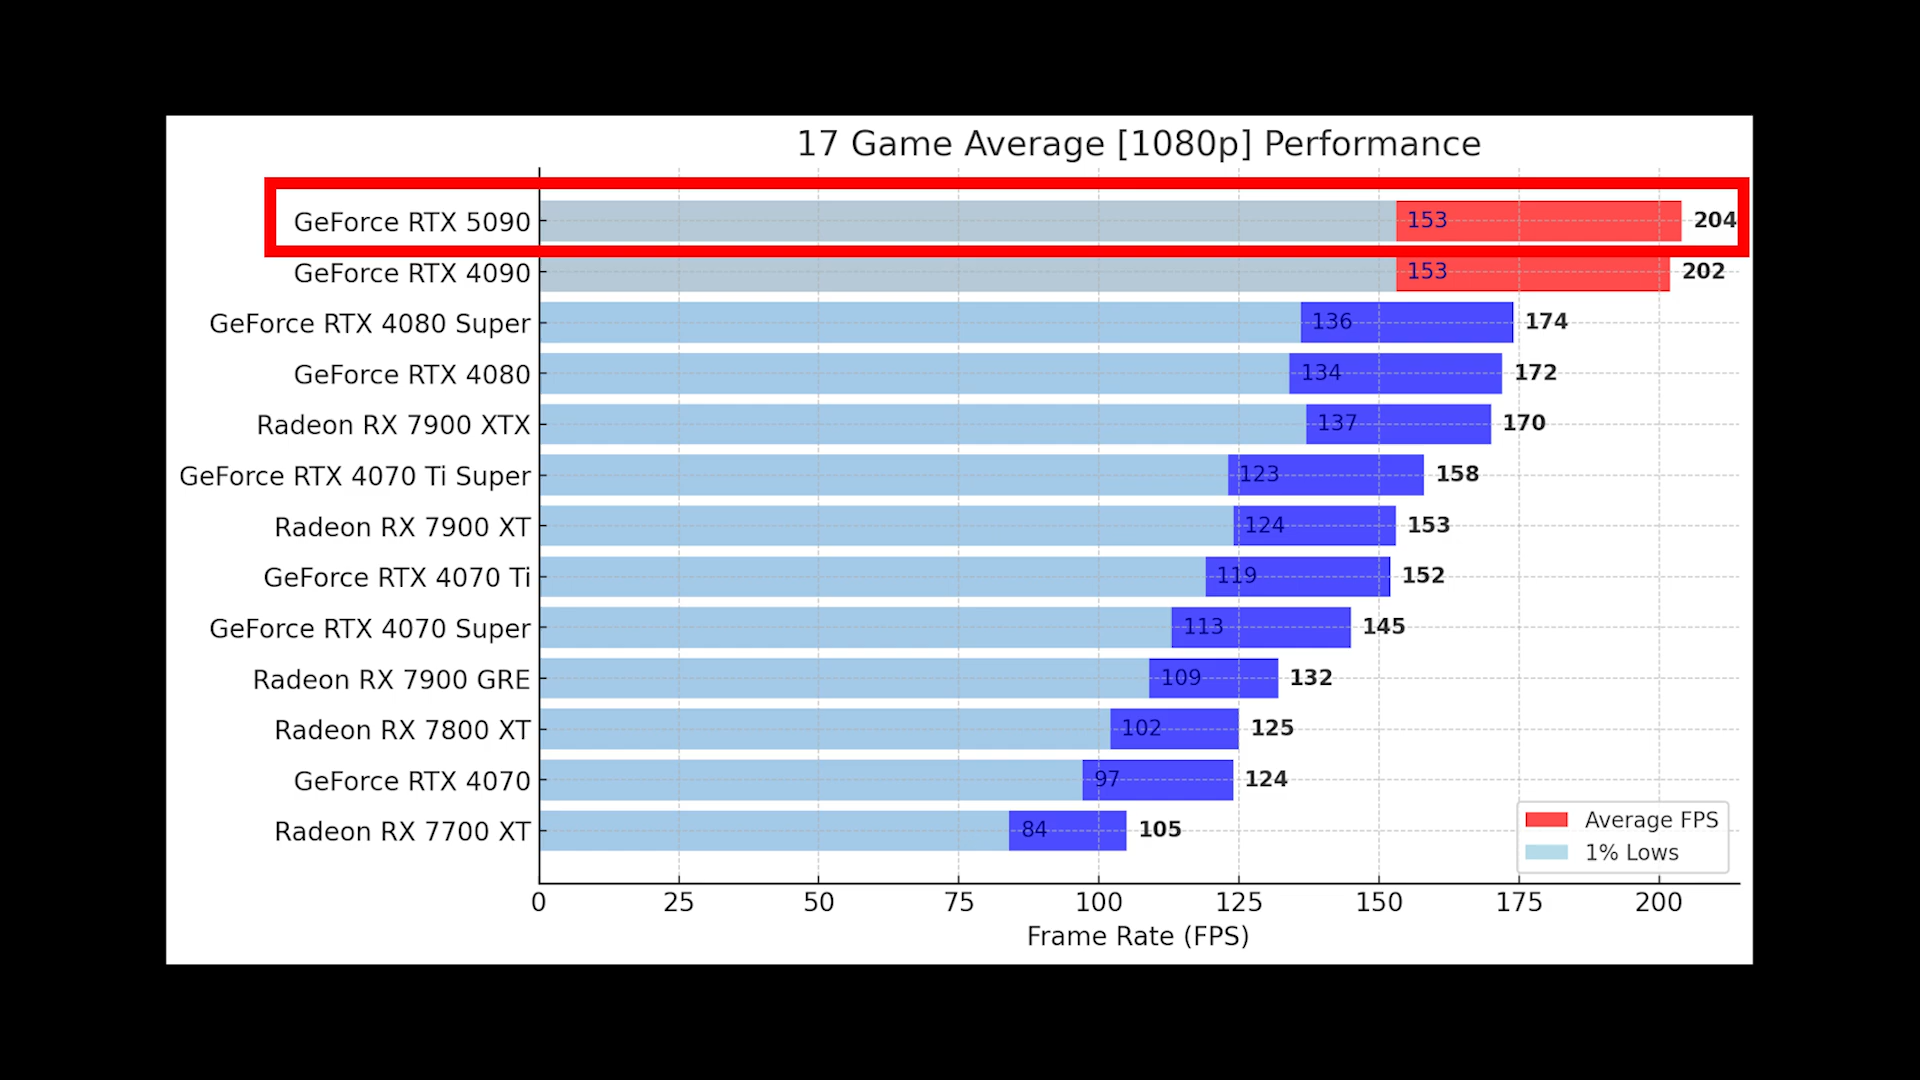 17 Game Average [1080p] Performance
GeForce RTX 5090 153 204
GeForce RTX 4090 153 202
GeForce RTX 4080 Super 136 174
GeForce RTX 4080 134 172
Radeon RX 7900 XTX 137 170
GeForce RTX 4070 Ti Super 123 158
Radeon RX 7900 XT 124 153
GeForce RTX 4070 Ti 119 152
GeForce RTX 4070 Super 113 145
Radeon RX 7900 GRE 109 132
Radeon RX 7800 XT 102 125
GeForce RTX 4070 97 124
Radeon RX 7700 XT 84 105
Average FPS
1% Lows
0 25 50 75 100 125 150 175 200
Frame Rate (FPS)